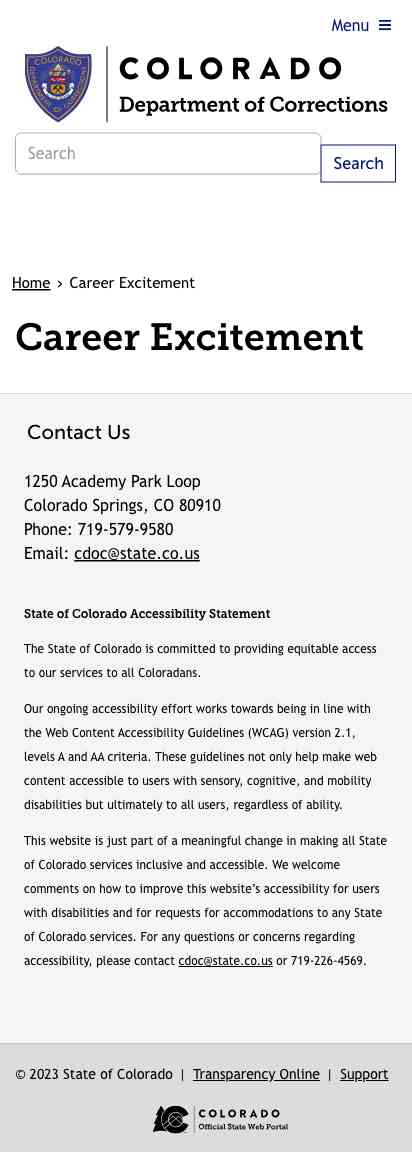 Menu
COLORADO
Department of Corrections
Search
Search
Home › Career Excitement
Career Excitement
Contact Us
1250 Academy Park Loop
Colorado Springs, CO 80910
Phone: 719-579-9580
Email: cdoc@state.co.us
State of Colorado Accessibility Statement
The State of Colorado is committed to providing equitable access
to our services to all Coloradans.
Our ongoing accessibility effort works towards being in line with
the Web Content Accessibility Guidelines (WCAG) version 2.1,
levels A and AA criteria. These guidelines not only help make web
content accessible to users with sensory, cognitive, and mobility
disabilities but ultimately to all users, regardless of ability.
This website is just part of a meaningful change in making all State
of Colorado services inclusive and accessible. We welcome
comments on how to improve this website’s accessibility for users
with disabilities and for requests for accommodations to any State
of Colorado services. For any questions or concerns regarding
accessibility, please contact cdoc@state.co.us or 719-226-4569.
© 2023 State of Colorado | Transparency Online | Support
COLORADO
Official State Web Portal